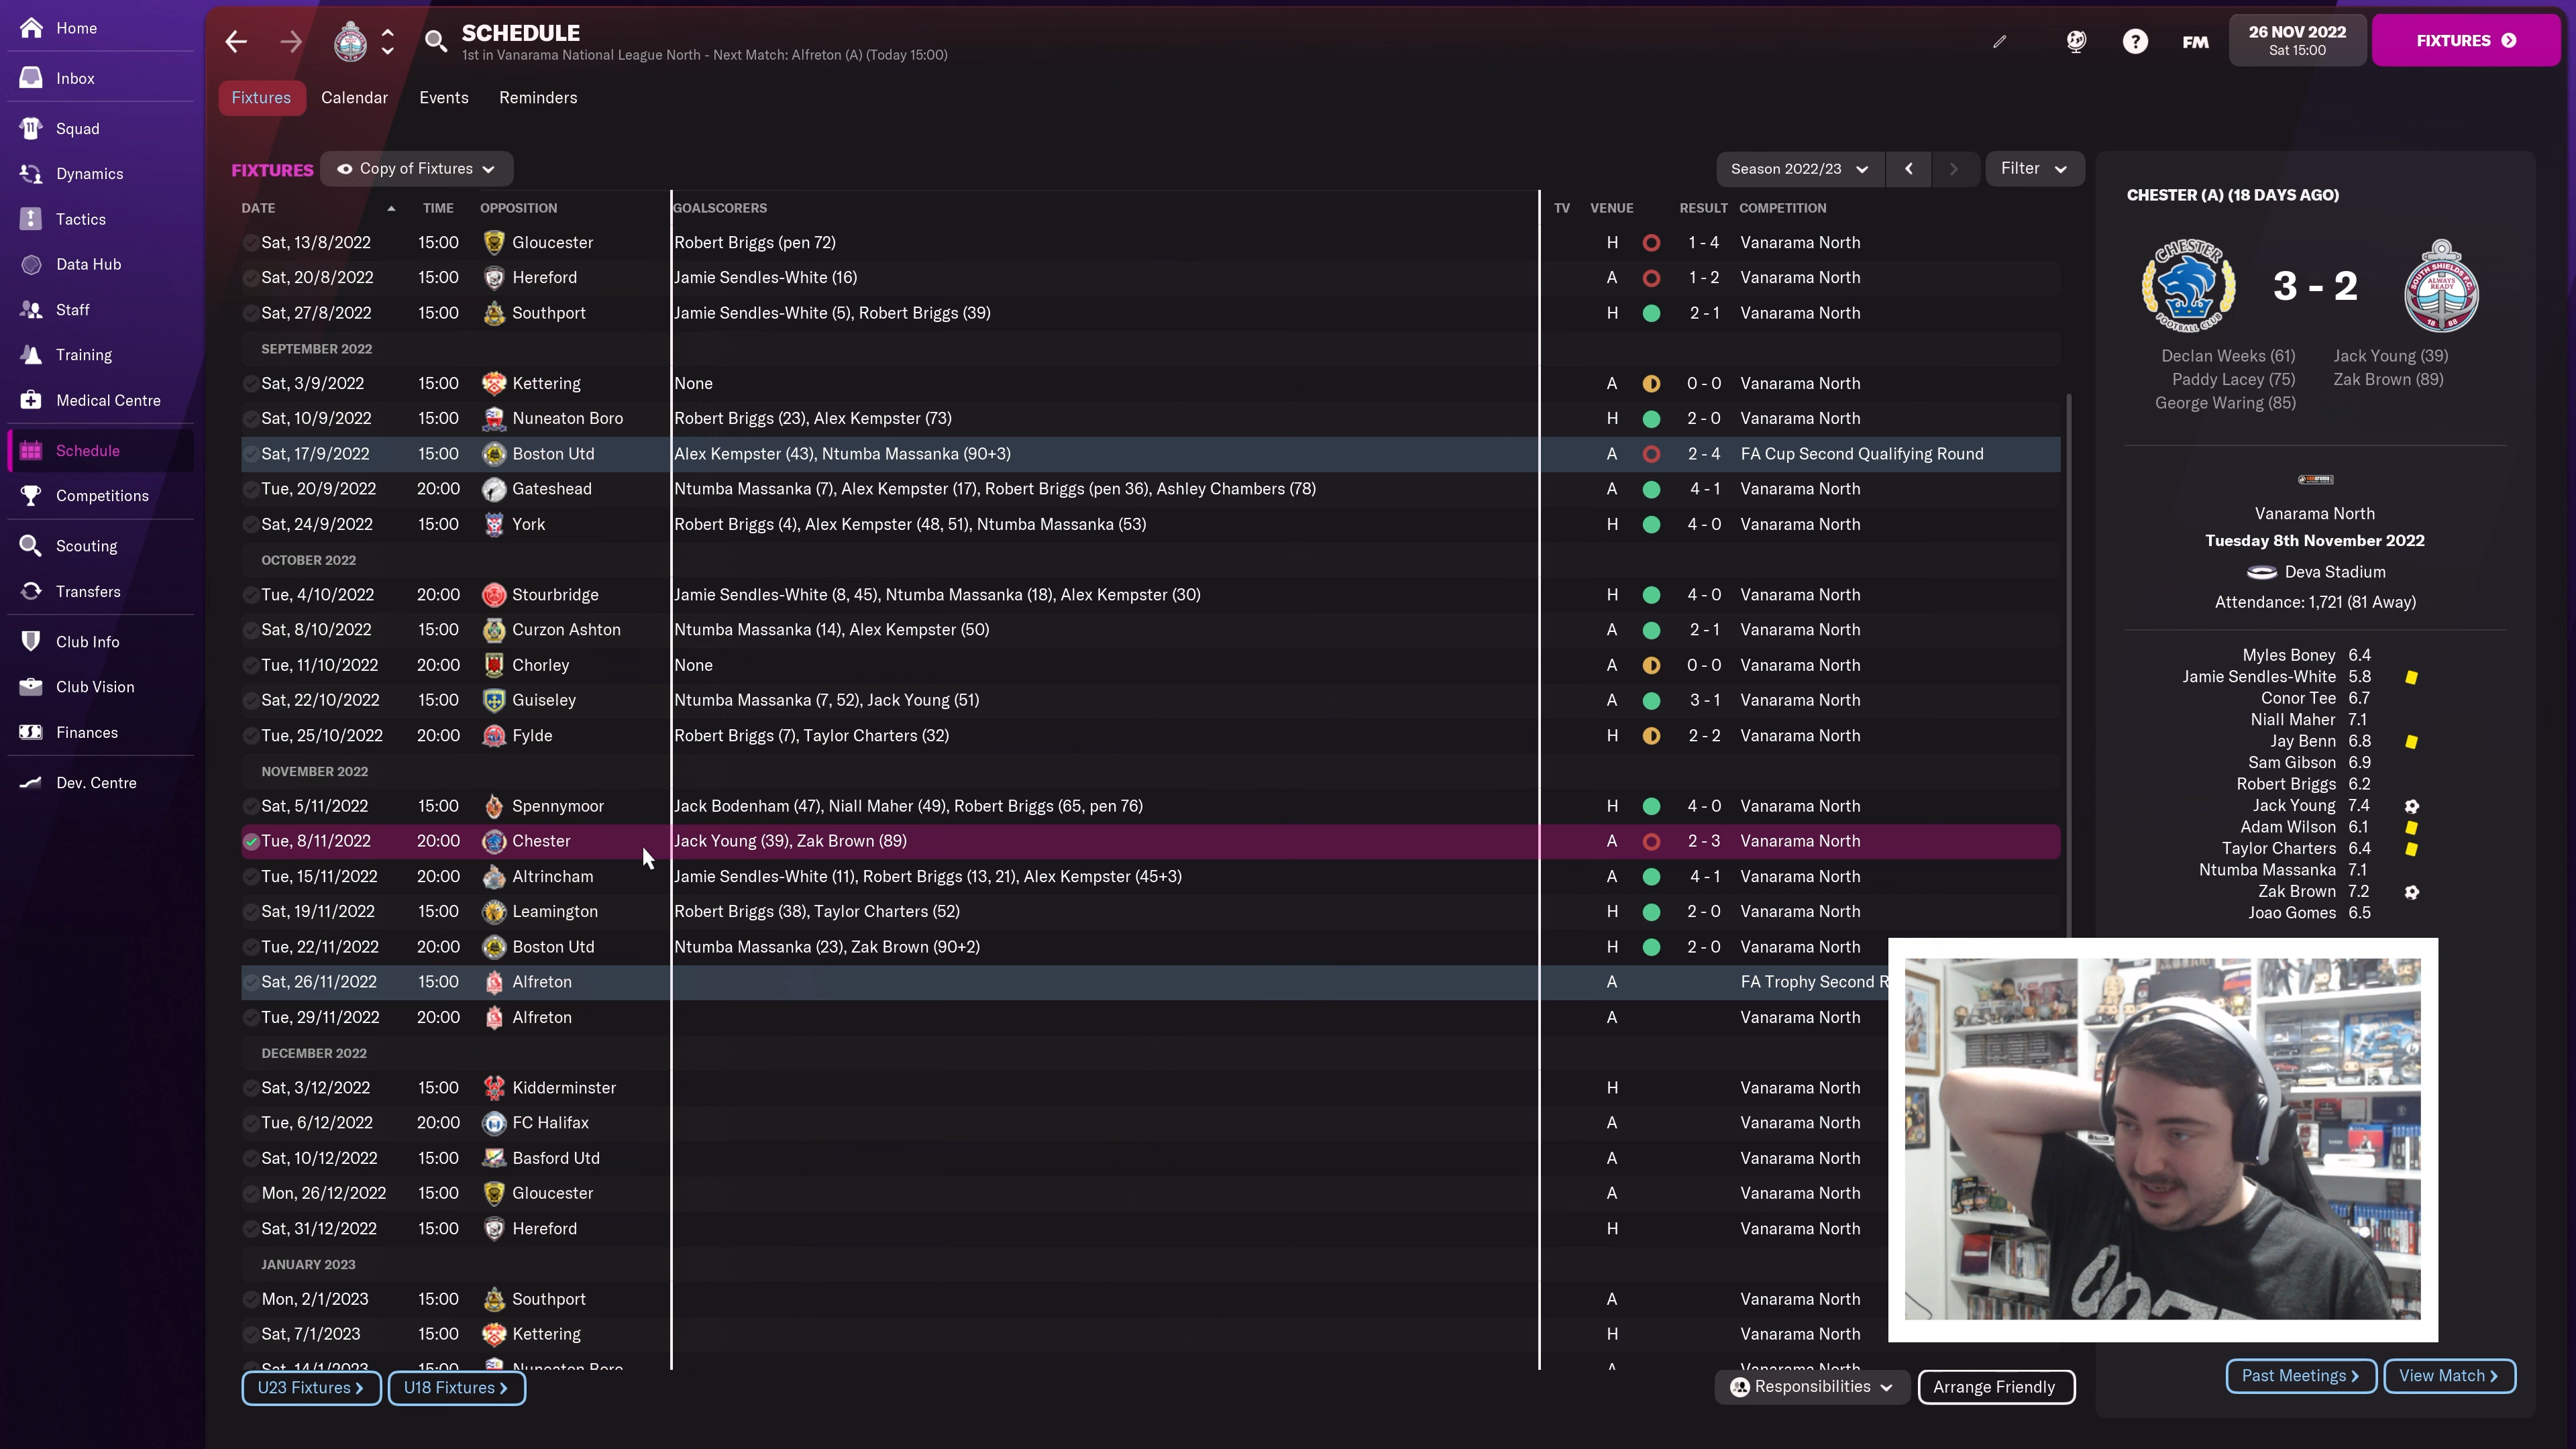 Home
Inbox
Squad
Dynamics
Tactics
Data Hub
Staff
Training
Medical Centre
Schedule
Competitions
Scouting
Transfers
Club Info
Club Vision
Finances
Dev. Centre
SCHEDULE
1st in Vanarama National League North - Next Match: Alfreton (A) (Today 15:00)
FM
26 NOV 2022
Sat 15:00
FIXTURES
Fixtures Calendar Events Reminders
FIXTURES Copy of Fixtures Season 2022/23 Filter
DATE TIME OPPOSITION GOALSCORERS TV VENUE RESULT COMPETITION
Sat, 13/8/2022 15:00 Gloucester Robert Briggs (pen 72) H 1 - 4 Vanarama North
Sat, 20/8/2022 15:00 Hereford Jamie Sendles-White (16) A 1 - 2 Vanarama North
Sat, 27/8/2022 15:00 Southport Jamie Sendles-White (5), Robert Briggs (39) H 2 - 1 Vanarama North
SEPTEMBER 2022
Sat, 3/9/2022 15:00 Kettering None A 0 - 0 Vanarama North
Sat, 10/9/2022 15:00 Nuneaton Boro Robert Briggs (23), Alex Kempster (73) H 2 - 0 Vanarama North
Sat, 17/9/2022 15:00 Boston Utd Alex Kempster (43), Ntumba Massanka (90+3) A 2 - 4 FA Cup Second Qualifying Round
Tue, 20/9/2022 20:00 Gateshead Ntumba Massanka (7), Alex Kempster (17), Robert Briggs (pen 36), Ashley Chambers (78) A 4 - 1 Vanarama North
Sat, 24/9/2022 15:00 York Robert Briggs (4), Alex Kempster (48, 51), Ntumba Massanka (53) H 4 - 0 Vanarama North
OCTOBER 2022
Tue, 4/10/2022 20:00 Stourbridge Jamie Sendles-White (8, 45), Ntumba Massanka (18), Alex Kempster (30) H 4 - 0 Vanarama North
Sat, 8/10/2022 15:00 Curzon Ashton Ntumba Massanka (14), Alex Kempster (50) A 2 - 1 Vanarama North
Tue, 11/10/2022 20:00 Chorley None A 0 - 0 Vanarama North
Sat, 22/10/2022 15:00 Guiseley Ntumba Massanka (7, 52), Jack Young (51) A 3 - 1 Vanarama North
Tue, 25/10/2022 20:00 Fylde Robert Briggs (7), Taylor Charters (32) H 2 - 2 Vanarama North
NOVEMBER 2022
Sat, 5/11/2022 15:00 Spennymoor Jack Bodenham (47), Niall Maher (49), Robert Briggs (65, pen 76) H 4 - 0 Vanarama North
Tue, 8/11/2022 20:00 Chester Jack Young (39), Zak Brown (89) A 2 - 3 Vanarama North
Tue, 15/11/2022 20:00 Altrincham Jamie Sendles-White (11), Robert Briggs (13, 21), Alex Kempster (45+3) A 4 - 1 Vanarama North
Sat, 19/11/2022 15:00 Leamington Robert Briggs (38), Taylor Charters (52) H 2 - 0 Vanarama North
Tue, 22/11/2022 20:00 Boston Utd Ntumba Massanka (23), Zak Brown (90+2) H 2 - 0 Vanarama North
Sat, 26/11/2022 15:00 Alfreton A FA Trophy Second R
Tue, 29/11/2022 20:00 Alfreton A Vanarama North
DECEMBER 2022
Sat, 3/12/2022 15:00 Kidderminster H Vanarama North
Tue, 6/12/2022 20:00 FC Halifax A Vanarama North
Sat, 10/12/2022 15:00 Basford Utd A Vanarama North
Mon, 26/12/2022 15:00 Gloucester A Vanarama North
Sat, 31/12/2022 15:00 Hereford H Vanarama North
JANUARY 2023
Mon, 2/1/2023 15:00 Southport A Vanarama North
Sat, 7/1/2023 15:00 Kettering H Vanarama North
Sat, 14/1/2023 15:00 Nuneaton Boro A Vanarama North
U23 Fixtures U18 Fixtures Responsibilities Arrange Friendly
CHESTER (A) (18 DAYS AGO)
CHESTER
FOOTBALL CLUB
3 - 2
SOUTH SHIELDS F.C.
ALWAYS READY
18 88
Declan Weeks (61) Jack Young (39)
Paddy Lacey (75) Zak Brown (89)
George Waring (85)
Vanarama North
Tuesday 8th November 2022
Deva Stadium
Attendance: 1,721 (81 Away)
Myles Boney 6.4
Jamie Sendles-White 5.8
Conor Tee 6.7
Niall Maher 7.1
Jay Benn 6.8
Sam Gibson 6.9
Robert Briggs 6.2
Jack Young 7.4
Adam Wilson 6.1
Taylor Charters 6.4
Ntumba Massanka 7.1
Zak Brown 7.2
Joao Gomes 6.5
Past Meetings View Match